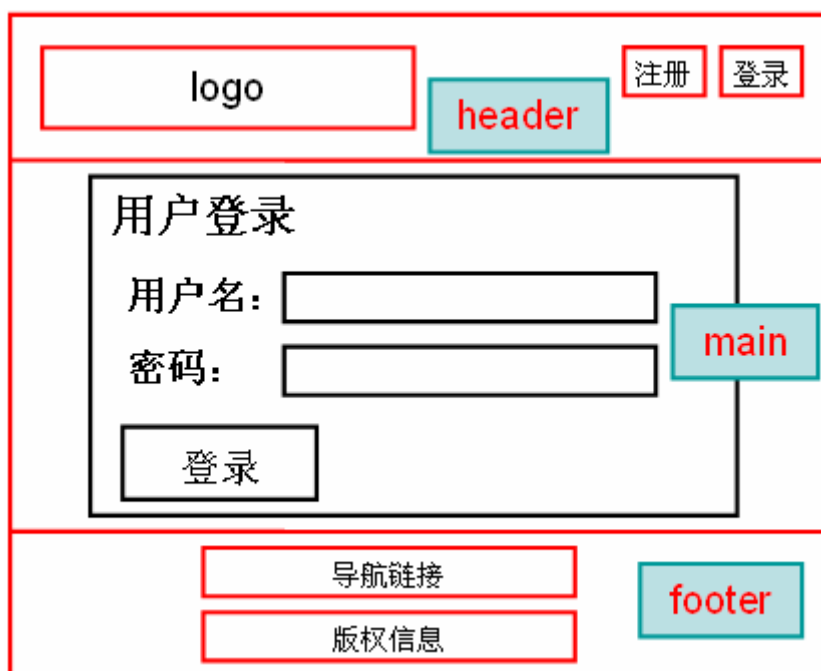 logo
header
注册
登录
用户登录
用户名：
密码：
main
登录
导航链接
版权信息
footer